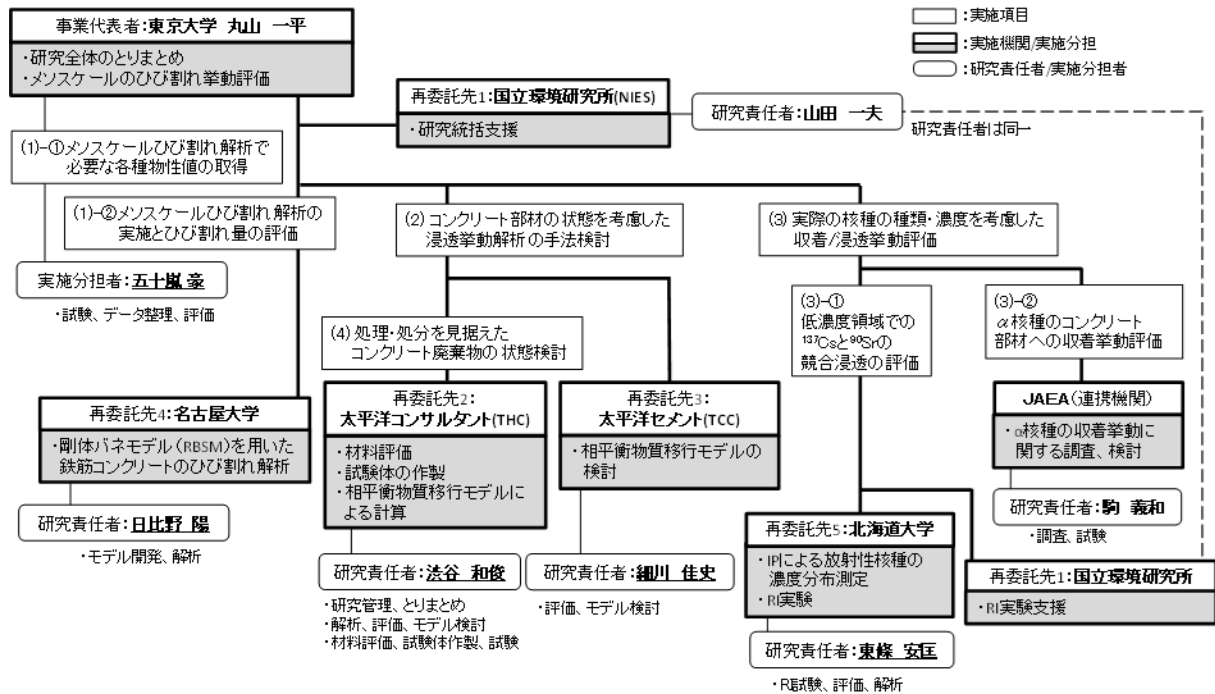 事業代表者：東京大学 丸山 一平
・研究全体のとりまとめ
・メソスケールのひび割れ挙動評価
：実施項目
：実施機関/実施分担
：研究責任者/実施分担者
再委託先1：国立環境研究所(NIES)
・研究統括支援
研究責任者：山田 一夫
研究責任者は同一
(1)-①メソスケールひび割れ解析で
必要な各種物性値の取得
(1)-②メソスケールひび割れ解析の
実施とひび割れ量の評価
(2) コンクリート部材の状態を考慮した
浸透挙動解析の手法検討
(3) 実際の核種の種類・濃度を考慮した
収着/浸透挙動評価
実施分担者：五十嵐 豪
・試験、データ整理、評価
(4) 処理・処分を見据えた
コンクリート廃棄物の状態検討
(3)-①
低濃度領域での
¹³⁷Csと⁹⁰Srの
競合浸透の評価
(3)-②
α核種のコンクリート
部材への収着挙動評価
再委託先4：名古屋大学
・剛体バネモデル(RBSM)を用いた
鉄筋コンクリートのひび割れ解析
研究責任者：日比野 陽
・モデル開発、解析
再委託先2：
太平洋コンサルタント(THC)
・材料評価
・試験体の作製
・相平衡物質移行モデルに
よる計算
研究責任者：渋谷 和俊
・研究管理、とりまとめ
・解析、評価、モデル検討
・材料評価、試験体作製、試験
再委託先3：
太平洋セメント(TCC)
・相平衡物質移行モデルの
検討
研究責任者：細川 佳史
・評価、モデル検討
JAEA(連携機関)
・α核種の収着挙動に
関する調査、検討
研究責任者：駒 義和
・調査、試験
再委託先5：北海道大学
・IPによる放射性核種の
濃度分布測定
・RI実験
研究責任者：東條 安匡
・RI試験、評価、解析
再委託先1：国立環境研究所
・RI実験支援